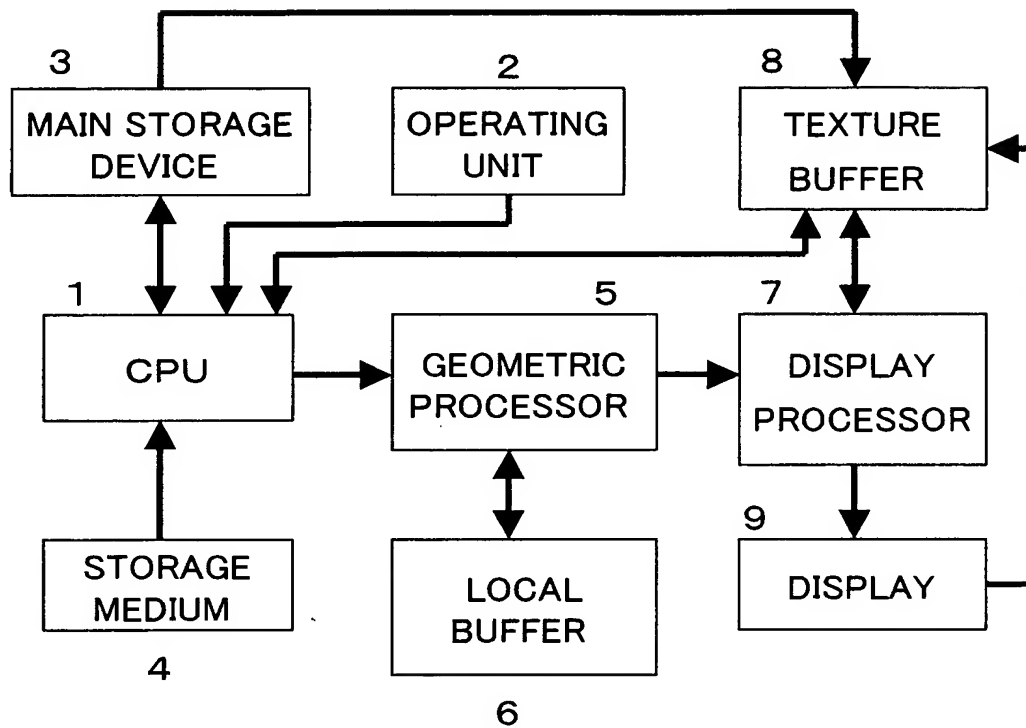 3
MAIN STORAGE
DEVICE
2
OPERATING
UNIT
8
TEXTURE
BUFFER
1
CPU
5
GEOMETRIC
PROCESSOR
7
DISPLAY
PROCESSOR
STORAGE
MEDIUM
4
LOCAL
BUFFER
6
9
DISPLAY